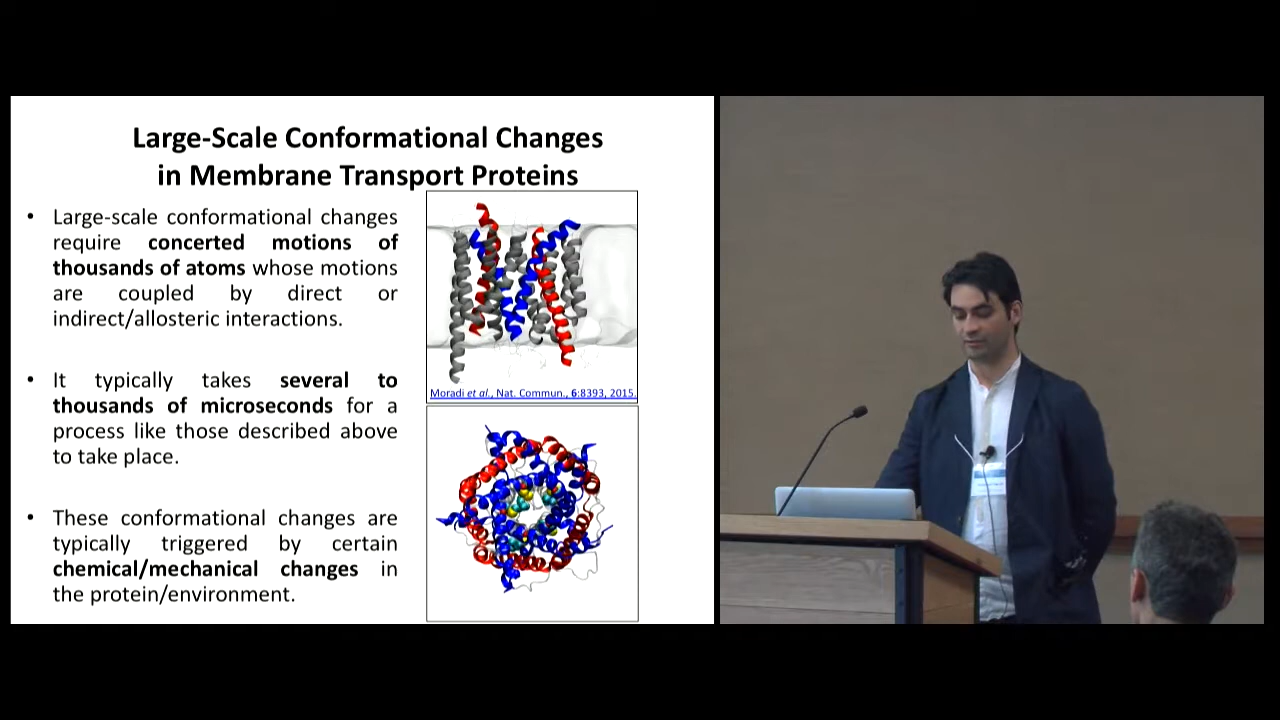 Large-Scale Conformational Changes
in Membrane Transport Proteins
• Large-scale conformational changes
require concerted motions of
thousands of atoms whose motions
are coupled by direct or
indirect/allosteric interactions.
• It typically takes several to
thousands of microseconds for a
process like those described above
to take place.
• These conformational changes are
typically triggered by certain
chemical/mechanical changes in
the protein/environment.
Moradi et al., Nat. Commun., 6:8393, 2015.